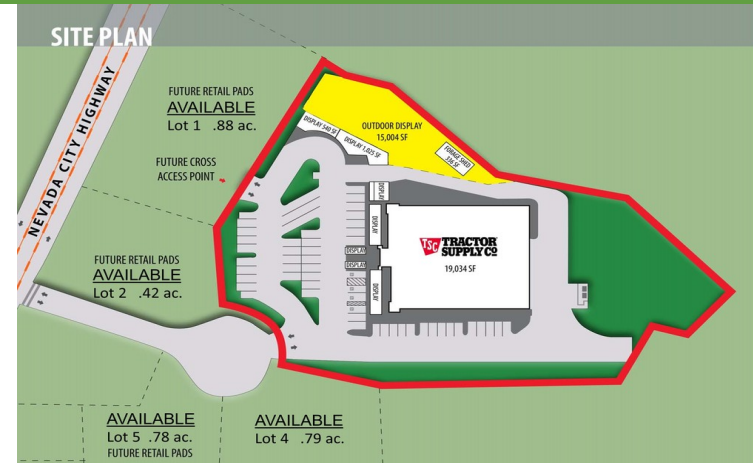 SITE PLAN
NEVADA CITY HIGHWAY
FUTURE RETAIL PADS
AVAILABLE
Lot 1 .88 ac.
FUTURE CROSS
ACCESS POINT
DISPLAY 540 SF
DISPLAY 1,025 SF
OUTDOOR DISPLAY
15,004 SF
FORAGE SHED
336 SF
DISPLAY
DISPLAY
DISPLAY
DISPLAY
DISPLAY
TSC TRACTOR
SUPPLY CO
19,034 SF
FUTURE RETAIL PADS
AVAILABLE
Lot 2 .42 ac.
AVAILABLE
Lot 5 .78 ac.
FUTURE RETAIL PADS
AVAILABLE
Lot 4 .79 ac.